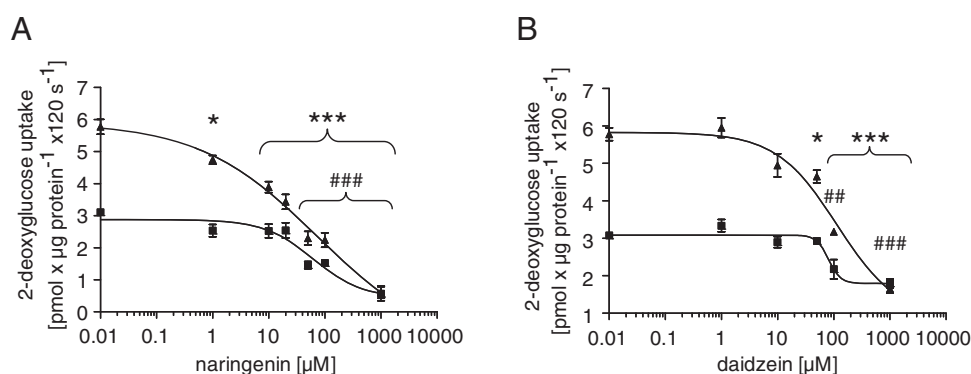 A
2-deoxyglucose uptake
[pmol x µg protein⁻¹ x120 s⁻¹]
7
6
5
4
3
2
1
0
*
***
###
0.01 0.1 1 10 100 1000 10000
naringenin [µM]
B
2-deoxyglucose uptake
[pmol x µg protein⁻¹ x120 s⁻¹]
7
6
5
4
3
2
1
*
***
##
###
0.01 0.1 1 10 100 1000 10000
daidzein [µM]